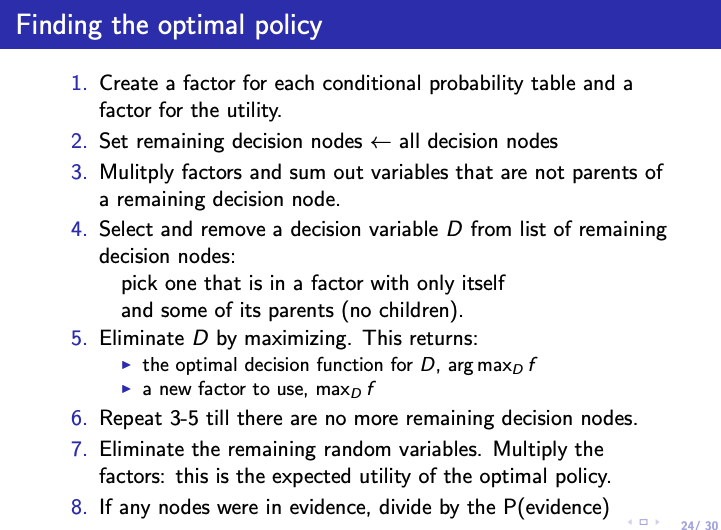 Finding the optimal policy
1. Create a factor for each conditional probability table and a
factor for the utility.
2. Set remaining decision nodes ← all decision nodes
3. Mulitply factors and sum out variables that are not parents of
a remaining decision node.
4. Select and remove a decision variable D from list of remaining
decision nodes:
pick one that is in a factor with only itself
and some of its parents (no children).
5. Eliminate D by maximizing. This returns:
▶ the optimal decision function for D, arg max_D f
▶ a new factor to use, max_D f
6. Repeat 3-5 till there are no more remaining decision nodes.
7. Eliminate the remaining random variables. Multiply the
factors: this is the expected utility of the optimal policy.
8. If any nodes were in evidence, divide by the P(evidence)
24/ 30